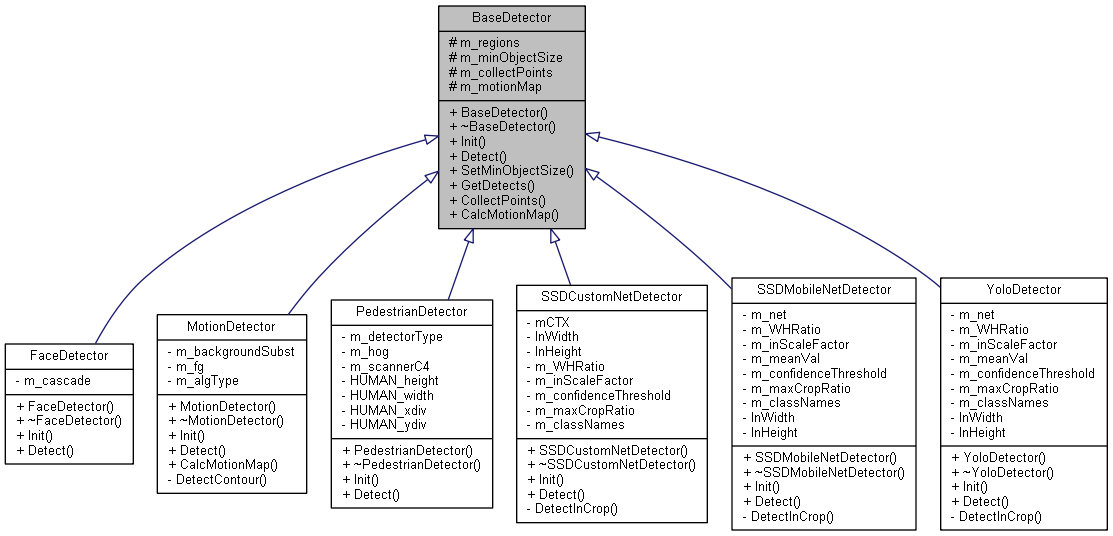 BaseDetector
# m_regions
# m_minObjectSize
# m_collectPoints
# m_motionMap
+ BaseDetector()
+ ~BaseDetector()
+ Init()
+ Detect()
+ SetMinObjectSize()
+ GetDetects()
+ CollectPoints()
+ CalcMotionMap()
FaceDetector
- m_cascade
+ FaceDetector()
+ ~FaceDetector()
+ Init()
+ Detect()
MotionDetector
- m_backgroundSubst
- m_fg
- m_algType
+ MotionDetector()
+ ~MotionDetector()
+ Init()
+ Detect()
+ CalcMotionMap()
- DetectContour()
PedestrianDetector
- m_detectorType
- m_hog
- m_scannerC4
- HUMAN_height
- HUMAN_width
- HUMAN_xdiv
- HUMAN_ydiv
+ PedestrianDetector()
+ ~PedestrianDetector()
+ Init()
+ Detect()
SSDCustomNetDetector
- mCTX
- InWidth
- InHeight
- m_WHRatio
- m_inScaleFactor
- m_confidenceThreshold
- m_maxCropRatio
- m_classNames
+ SSDCustomNetDetector()
+ ~SSDCustomNetDetector()
+ Init()
+ Detect()
- DetectInCrop()
SSDMobileNetDetector
- m_net
- m_WHRatio
- m_inScaleFactor
- m_meanVal
- m_confidenceThreshold
- m_maxCropRatio
- m_classNames
- InWidth
- InHeight
+ SSDMobileNetDetector()
+ ~SSDMobileNetDetector()
+ Init()
+ Detect()
- DetectInCrop()
YoloDetector
- m_net
- m_WHRatio
- m_inScaleFactor
- m_meanVal
- m_confidenceThreshold
- m_maxCropRatio
- m_classNames
- InWidth
- InHeight
+ YoloDetector()
+ ~YoloDetector()
+ Init()
+ Detect()
- DetectInCrop()